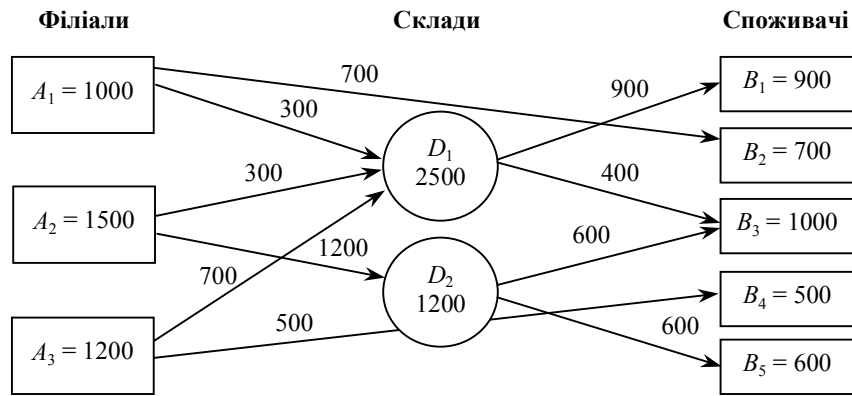 Філіали Склади Споживачі
A₁ = 1000
700
900
B₁ = 900
300
D₁
2500
B₂ = 700
A₂ = 1500
300
400
B₃ = 1000
1200
600
700
D₂
1200
B₄ = 500
A₃ = 1200
500
600
B₅ = 600